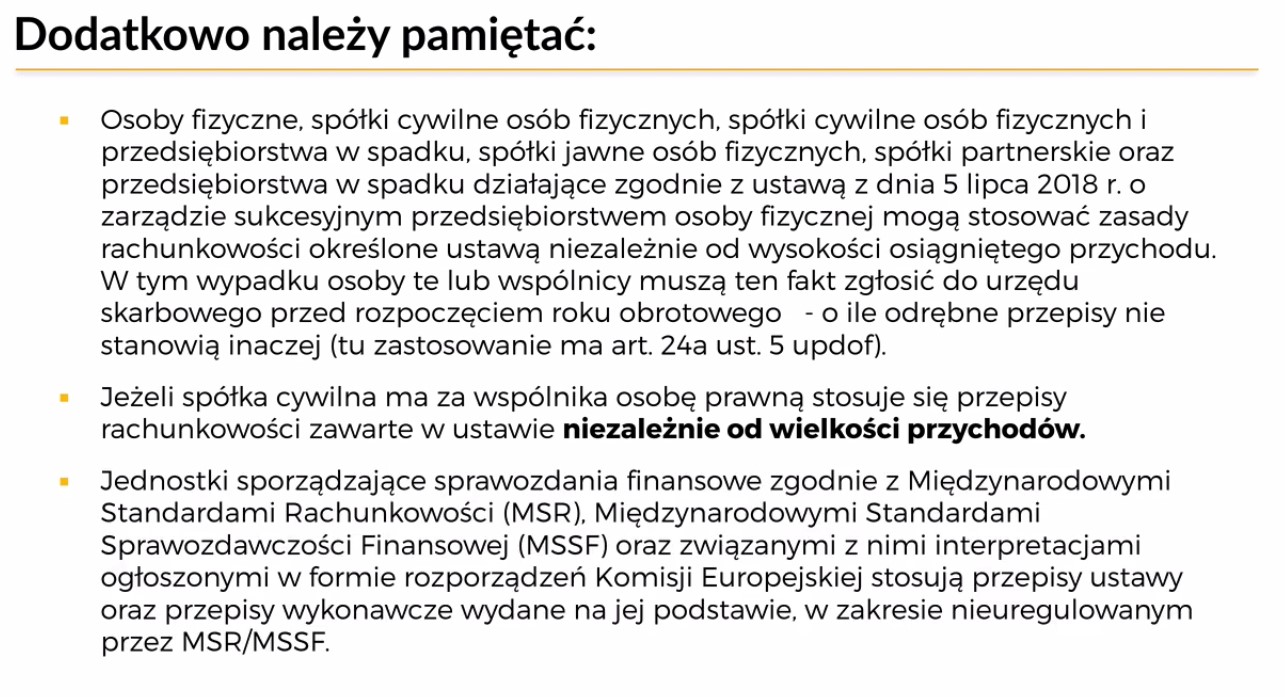 Dodatkowo należy pamiętać:
▪ Osoby fizyczne, spółki cywilne osób fizycznych, spółki cywilne osób fizycznych i
przedsiębiorstwa w spadku, spółki jawne osób fizycznych, spółki partnerskie oraz
przedsiębiorstwa w spadku działające zgodnie z ustawą z dnia 5 lipca 2018 r. o
zarządzie sukcesyjnym przedsiębiorstwem osoby fizycznej mogą stosować zasady
rachunkowości określone ustawą niezależnie od wysokości osiągniętego przychodu.
W tym wypadku osoby te lub wspólnicy muszą ten fakt zgłosić do urzędu
skarbowego przed rozpoczęciem roku obrotowego - o ile odrębne przepisy nie
stanowią inaczej (tu zastosowanie ma art. 24a ust. 5 updof).
▪ Jeżeli spółka cywilna ma za wspólnika osobę prawną stosuje się przepisy
rachunkowości zawarte w ustawie niezależnie od wielkości przychodów.
▪ Jednostki sporządzające sprawozdania finansowe zgodnie z Międzynarodowymi
Standardami Rachunkowości (MSR), Międzynarodowymi Standardami
Sprawozdawczości Finansowej (MSSF) oraz związanymi z nimi interpretacjami
ogłoszonymi w formie rozporządzeń Komisji Europejskiej stosują przepisy ustawy
oraz przepisy wykonawcze wydane na jej podstawie, w zakresie nieuregulowanym
przez MSR/MSSF.